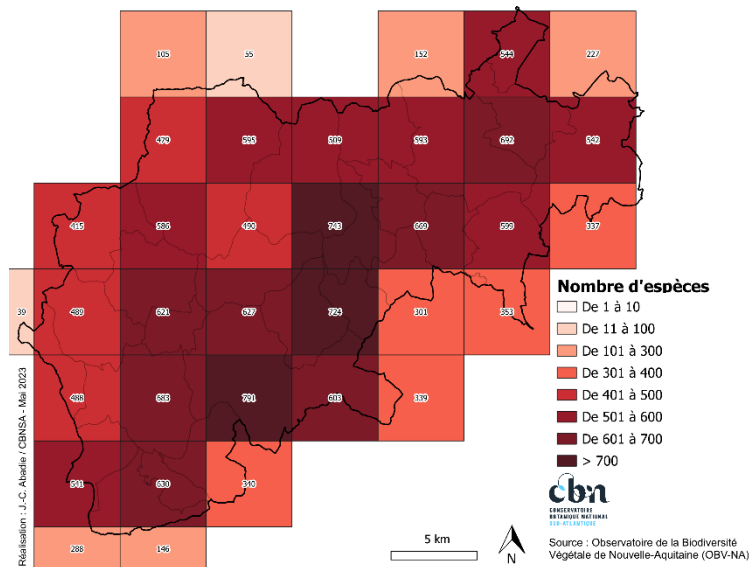 105 55 152 544 227
479 595 509 593 692 542
415 586 490 743 669 599 337
39 489 621 627 724 301 353
488 683 791 603 339
541 630 340
288 146
Nombre d'espèces
De 1 à 10
De 11 à 100
De 101 à 300
De 301 à 400
De 401 à 500
De 501 à 600
De 601 à 700
> 700
Réalisation : J.-C. Abadie / CBNSA - Mai 2023
cbn
CONSERVATOIRE
BOTANIQUE NATIONAL
SUD-ATLANTIQUE
5 km
N
Source : Observatoire de la Biodiversité
Végétale de Nouvelle-Aquitaine (OBV-NA)